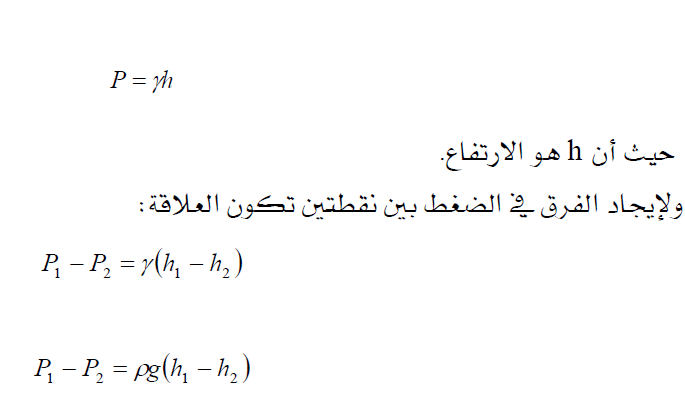 P = γh
حيث أن h هو الارتفاع.
ولإيجاد الفرق في الضغط بين نقطتين تكون العلاقة:
P₁ − P₂ = γ(h₁ − h₂)
P₁ − P₂ = ρg(h₁ − h₂)